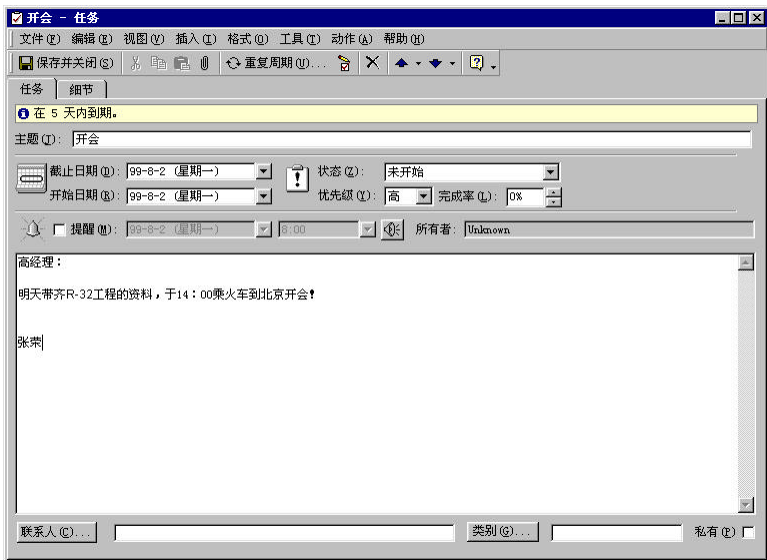 开会 - 任务
文件(F) 编辑(E) 视图(V) 插入(I) 格式(O) 工具(T) 动作(A) 帮助(H)
保存并关闭(S) 重复周期(U)...
任务 细节
在 5 天内到期。
主题(T): 开会
截止日期(D): 99-8-2 (星期一) 状态(Z): 未开始
开始日期(R): 99-8-2 (星期一) 优先级(Y): 高 完成率(L): 0%
提醒(M): 99-8-2 (星期一) 8:00 所有者: Unknown
高经理：
明天带齐R-32工程的资料，于14：00乘火车到北京开会！
张荣
联系人(C)... 类别(G)... 私有(P)